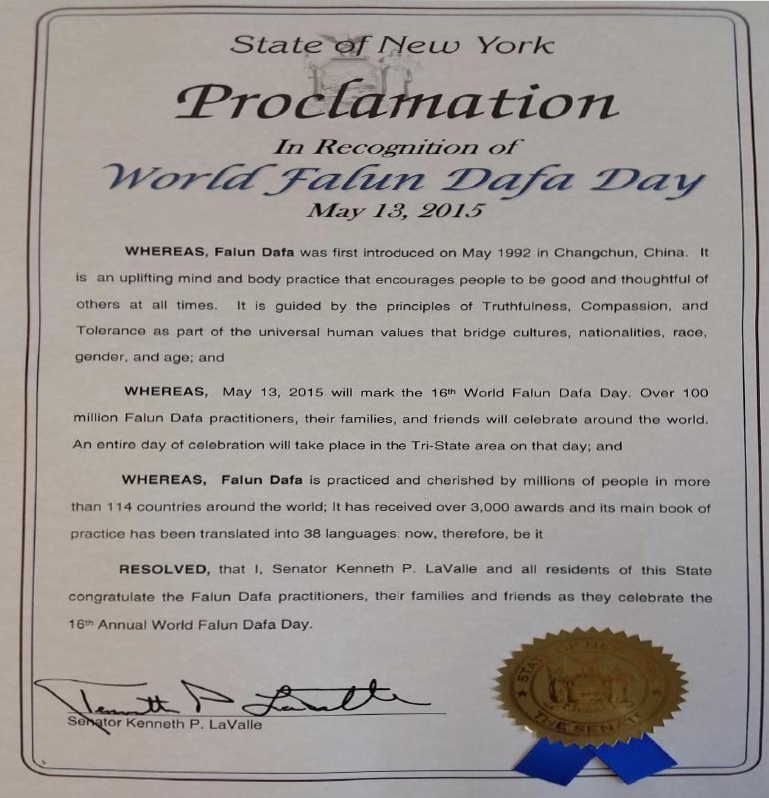 State of New York
Proclamation
In Recognition of
World Falun Dafa Day
May 13, 2015
WHEREAS, Falun Dafa was first introduced on May 1992 in Changchun, China. It
is an uplifting mind and body practice that encourages people to be good and thoughtful of
others at all times. It is guided by the principles of Truthfulness, Compassion, and
Tolerance as part of the universal human values that bridge cultures, nationalities, race,
gender, and age; and
WHEREAS, May 13, 2015 will mark the 16th World Falun Dafa Day. Over 100
million Falun Dafa practitioners, their families, and friends will celebrate around the world.
An entire day of celebration will take place in the Tri-State area on that day; and
WHEREAS, Falun Dafa is practiced and cherished by millions of people in more
than 114 countries around the world; It has received over 3,000 awards and its main book of
practice has been translated into 38 languages: now, therefore, be it
RESOLVED, that I, Senator Kenneth P. LaValle and all residents of this State
congratulate the Falun Dafa practitioners, their families and friends as they celebrate the
16th Annual World Falun Dafa Day.
Kenneth P LaValle
Senator Kenneth P. LaValle
STATE OF NEW YORK
THE SENATE